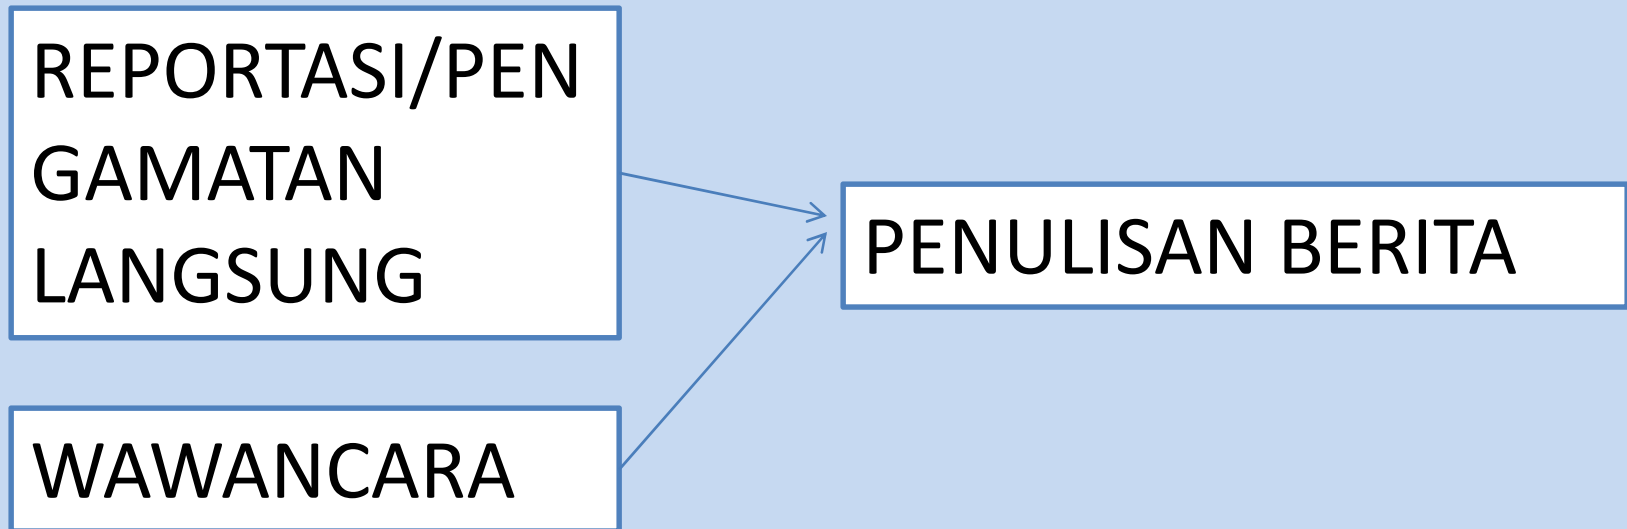 REPORTASI/PEN
GAMATAN
LANGSUNG
PENULISAN BERITA
WAWANCARA